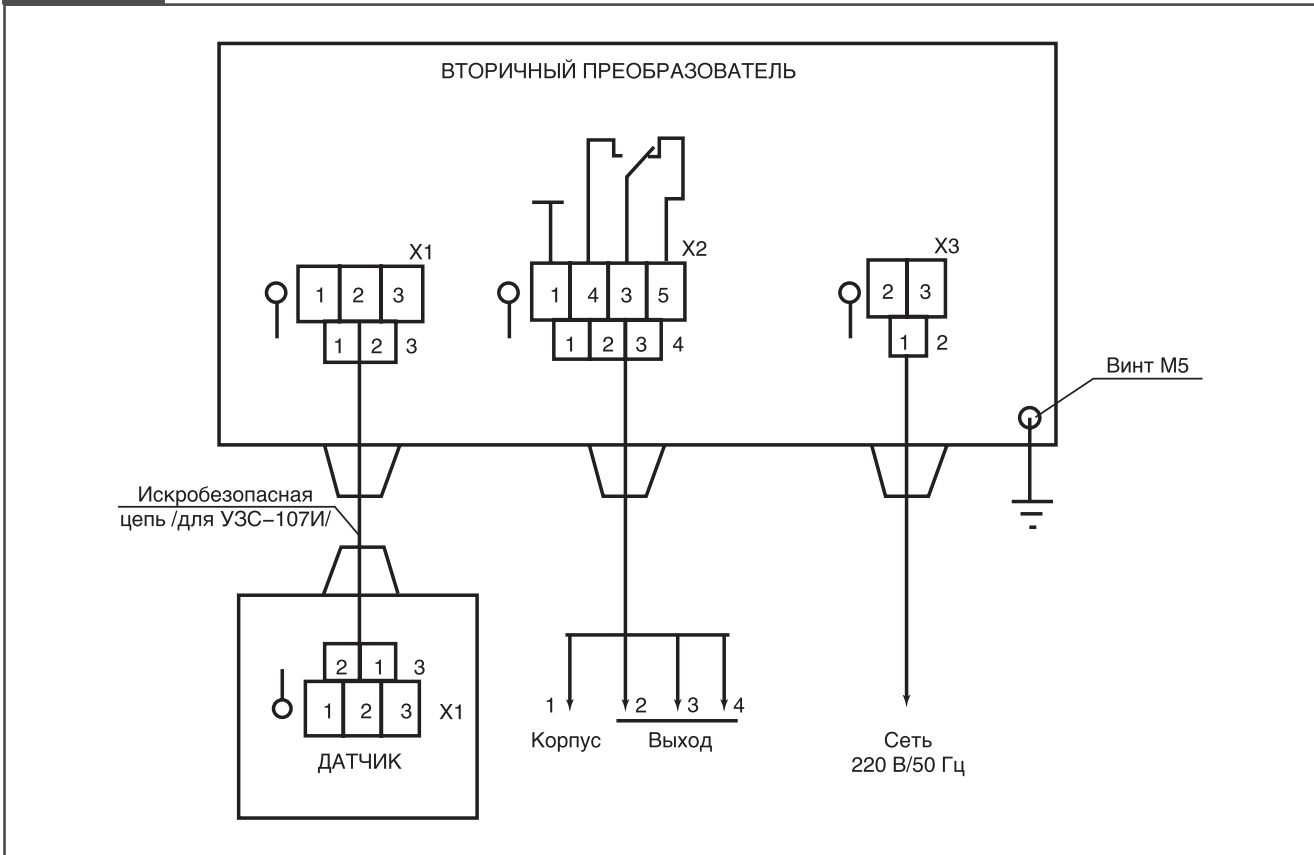 ВТОРИЧНЫЙ ПРЕОБРАЗОВАТЕЛЬ
X1
1 2 3
1 2 3
X2
1 4 3 5
1 2 3 4
X3
2 3
1 2
Винт М5
Искробезопасная
цепь /для УЗС–107И/
2 1 3
1 2 3 X1
ДАТЧИК
1 2 3 4
Корпус Выход
Сеть
220 В/50 Гц